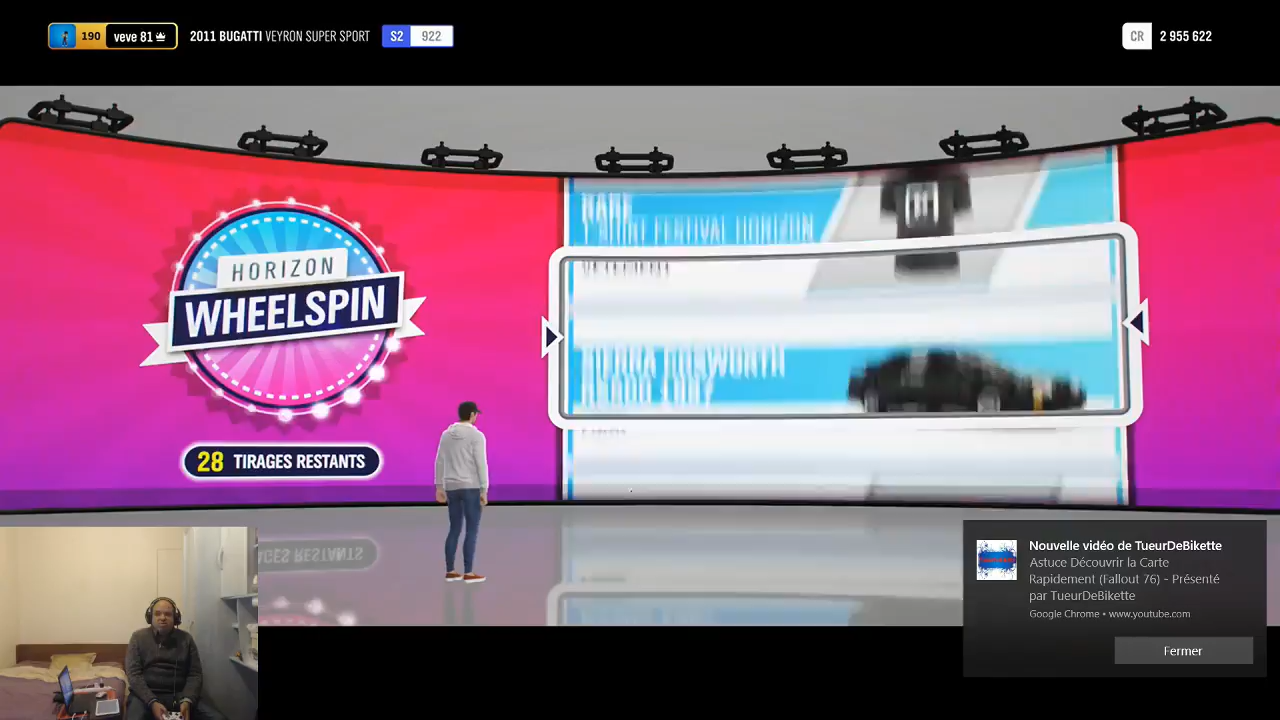 190 veve 81
2011 BUGATTI VEYRON SUPER SPORT
S2 922
CR 2 955 622
HORIZON
WHEELSPIN
28 TIRAGES RESTANTS
FESTIVAL HORIZON
Nouvelle vidéo de TueurDeBikette
Astuce Découvrir la Carte
Rapidement (Fallout 76) - Présenté
par TueurDeBikette
Google Chrome • www.youtube.com
Fermer